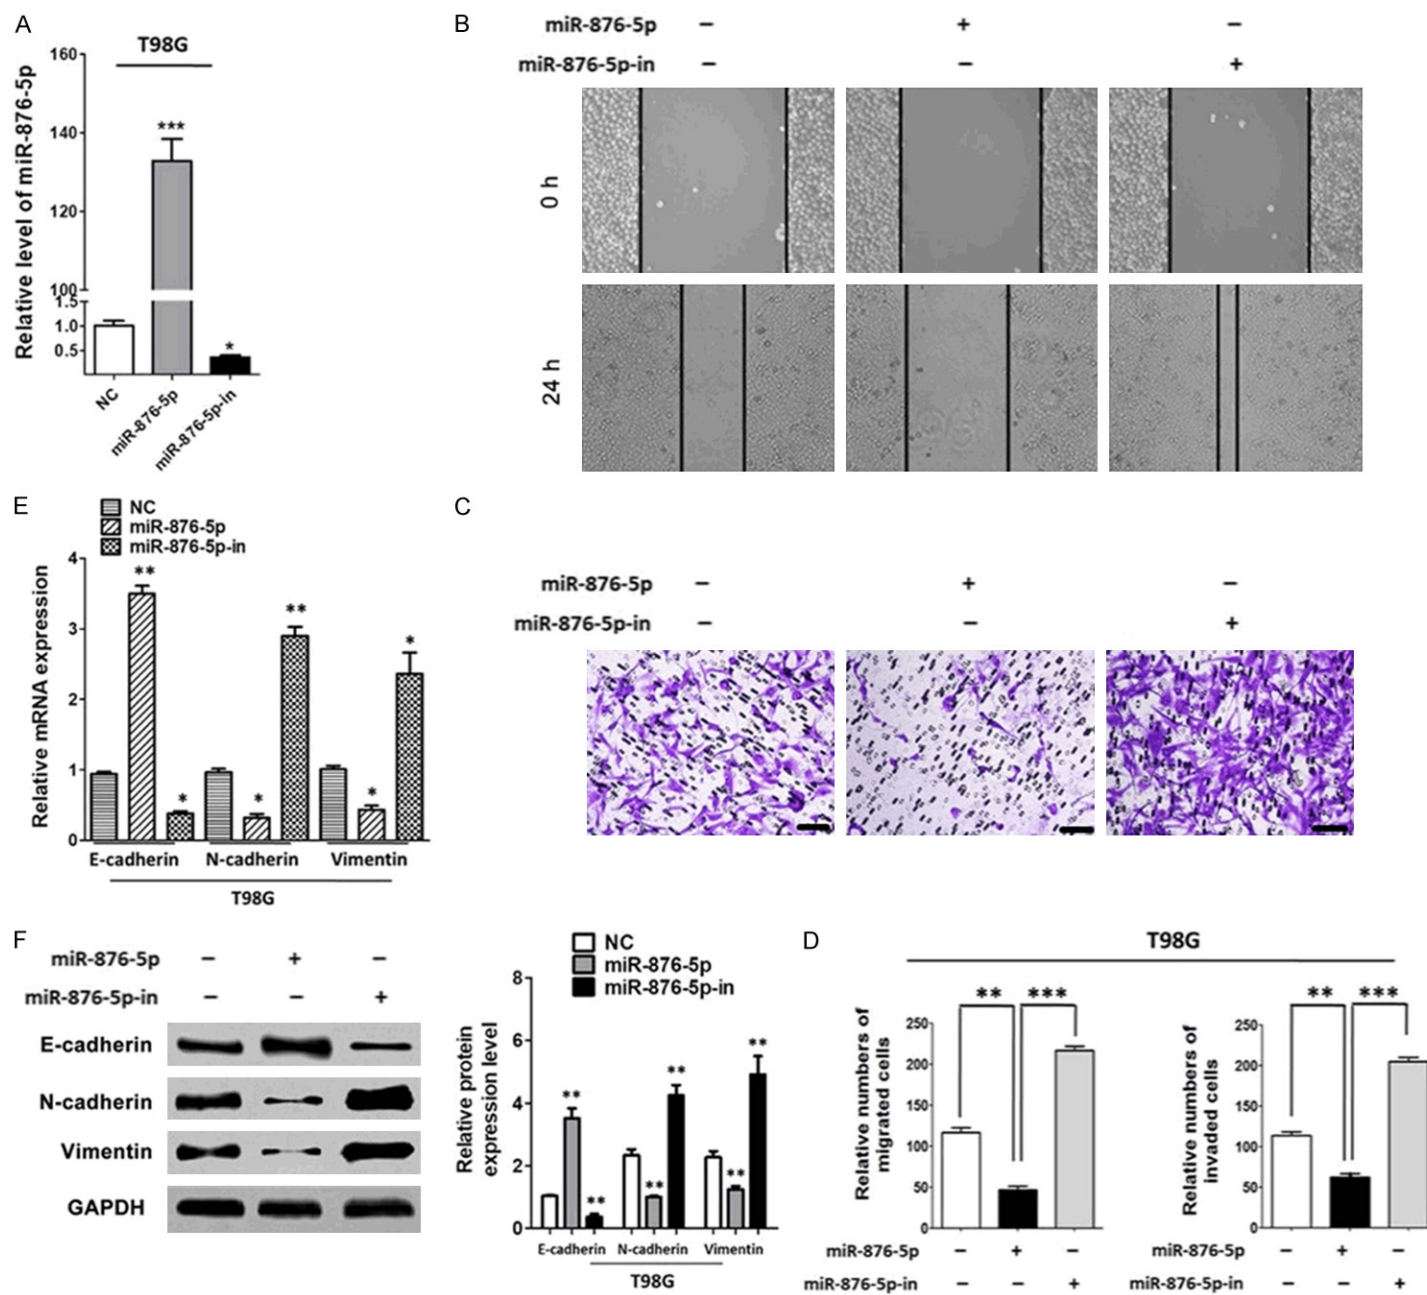 A
T98G
Relative level of miR-876-5p
160
140
120
100
1.5
1.0
0.5
***
*
NC
miR-876-5p
miR-876-5p-in
B
miR-876-5p − + −
miR-876-5p-in − − +
0 h
24 h
E
NC
miR-876-5p
miR-876-5p-in
Relative mRNA expression
4
3
2
1
0
** * * ** * *
E-cadherin N-cadherin Vimentin
T98G
C
miR-876-5p − + −
miR-876-5p-in − − +
F
miR-876-5p − + −
miR-876-5p-in − − +
E-cadherin
N-cadherin
Vimentin
GAPDH
NC
miR-876-5p
miR-876-5p-in
Relative protein
expression level
8
6
4
2
0
** ** ** ** ** **
E-cadherin N-cadherin Vimentin
T98G
D
T98G
** ***
Relative numbers of
migrated cells
250
200
150
100
50
0
miR-876-5p − + −
miR-876-5p-in − − +
** ***
Relative numbers of
invaded cells
250
200
150
100
50
0
miR-876-5p − + −
miR-876-5p-in − − +